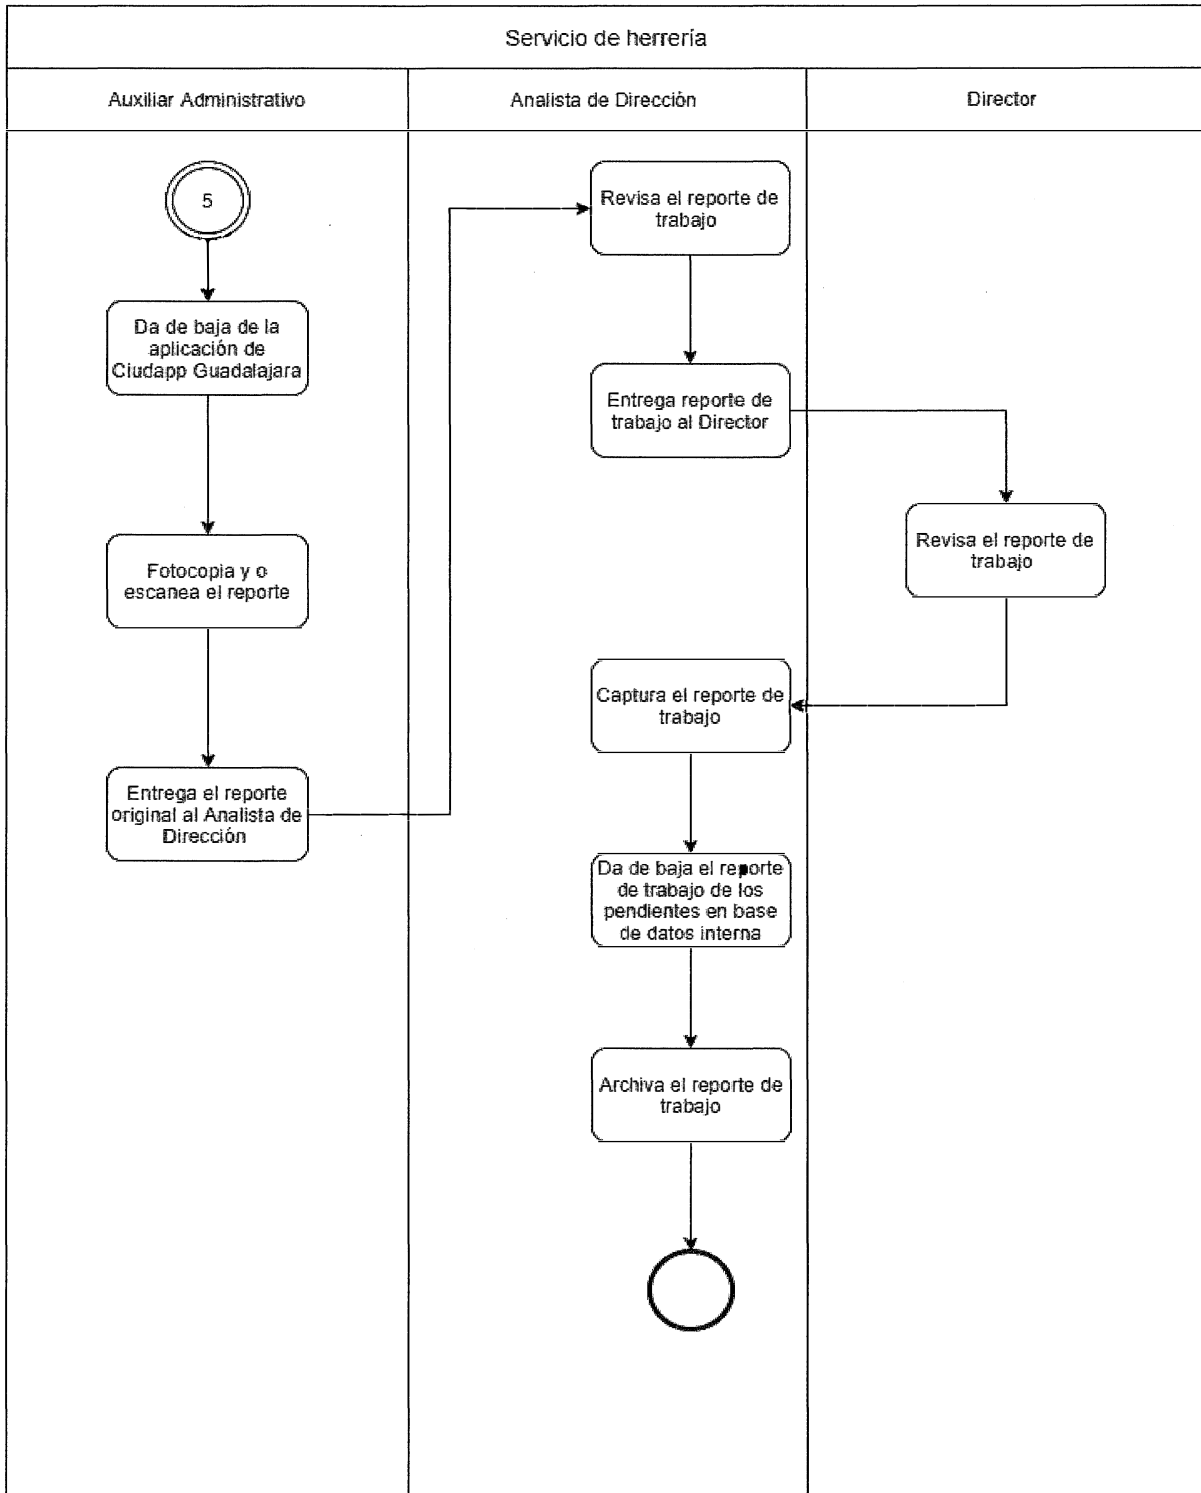 Servicio de herrería
Auxiliar Administrativo
Analista de Dirección
Director
5
Da de baja de la
aplicación de
Ciudapp Guadalajara
Fotocopia y o
escanea el reporte
Entrega el reporte
original al Analista de
Dirección
Revisa el reporte de
trabajo
Entrega reporte de
trabajo al Director
Revisa el reporte de
trabajo
Captura el reporte de
trabajo
Da de baja el reporte
de trabajo de los
pendientes en base
de datos interna
Archiva el reporte de
trabajo